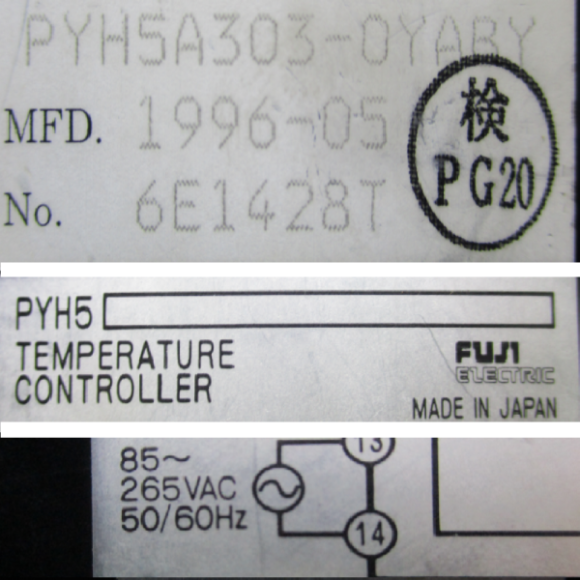 PYH5A303-0YABY
MFD. 1996-05
検
PG20
No. 6E1428T
PYH5
TEMPERATURE
CONTROLLER
FUJI
ELECTRIC
MADE IN JAPAN
85~
265VAC
50/60Hz
13
14